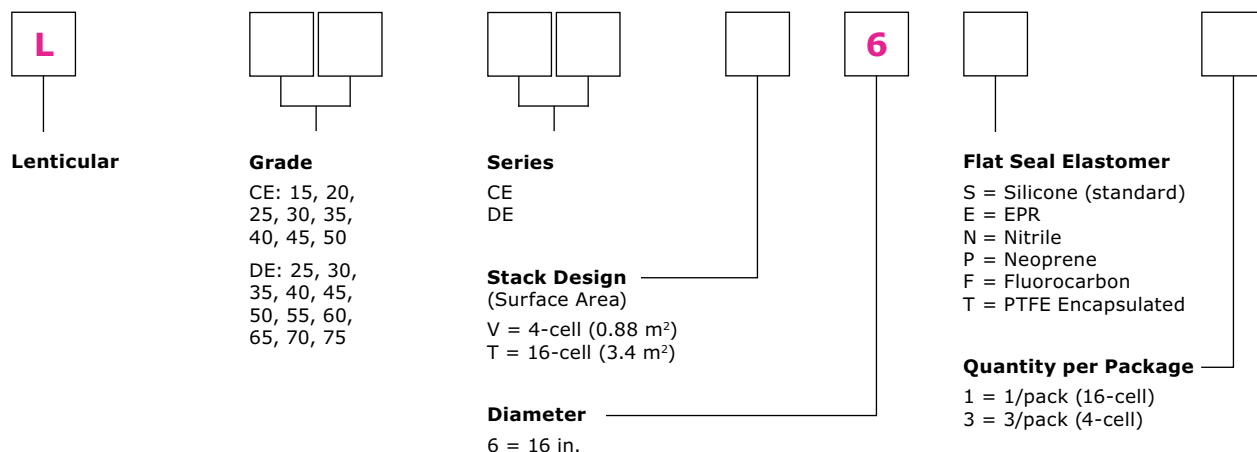 L
6
Lenticular
Grade
CE: 15, 20,
25, 30, 35,
40, 45, 50
DE: 25, 30,
35, 40, 45,
50, 55, 60,
65, 70, 75
Series
CE
DE
Stack Design
(Surface Area)
V = 4-cell (0.88 m²)
T = 16-cell (3.4 m²)
Diameter
6 = 16 in.
Flat Seal Elastomer
S = Silicone (standard)
E = EPR
N = Nitrile
P = Neoprene
F = Fluorocarbon
T = PTFE Encapsulated
Quantity per Package
1 = 1/pack (16-cell)
3 = 3/pack (4-cell)